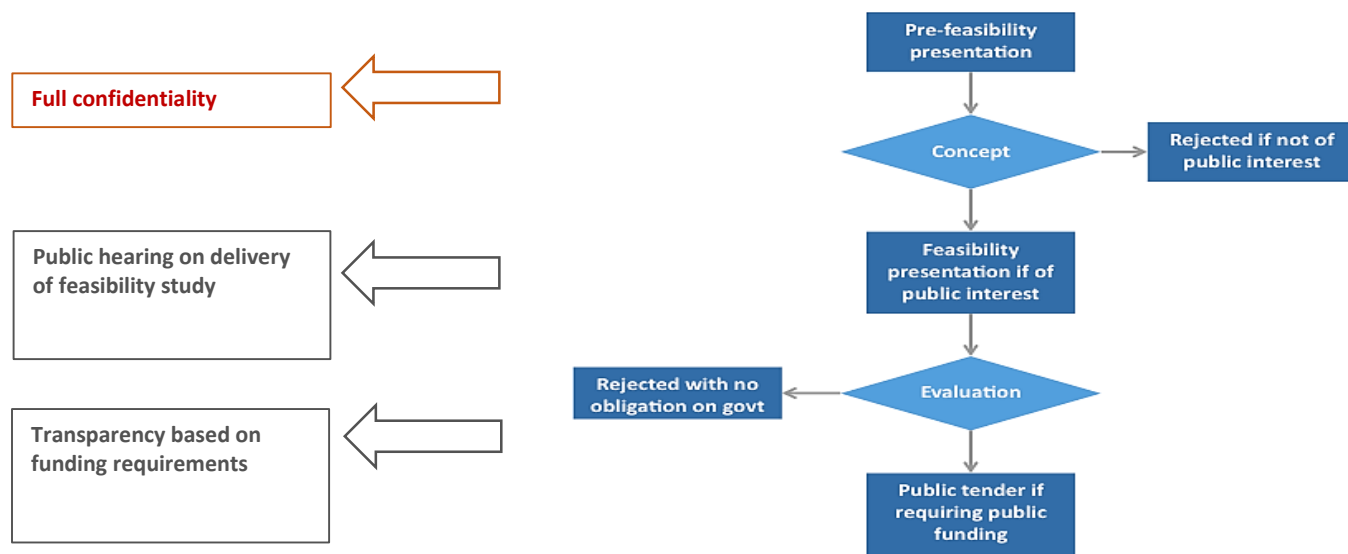 Full confidentiality
Public hearing on delivery
of feasibility study
Transparency based on
funding requirements
Pre-feasibility
presentation
Concept
Rejected if not of
public interest
Feasibility
presentation if of
public interest
Evaluation
Rejected with no
obligation on govt
Public tender if
requiring public
funding